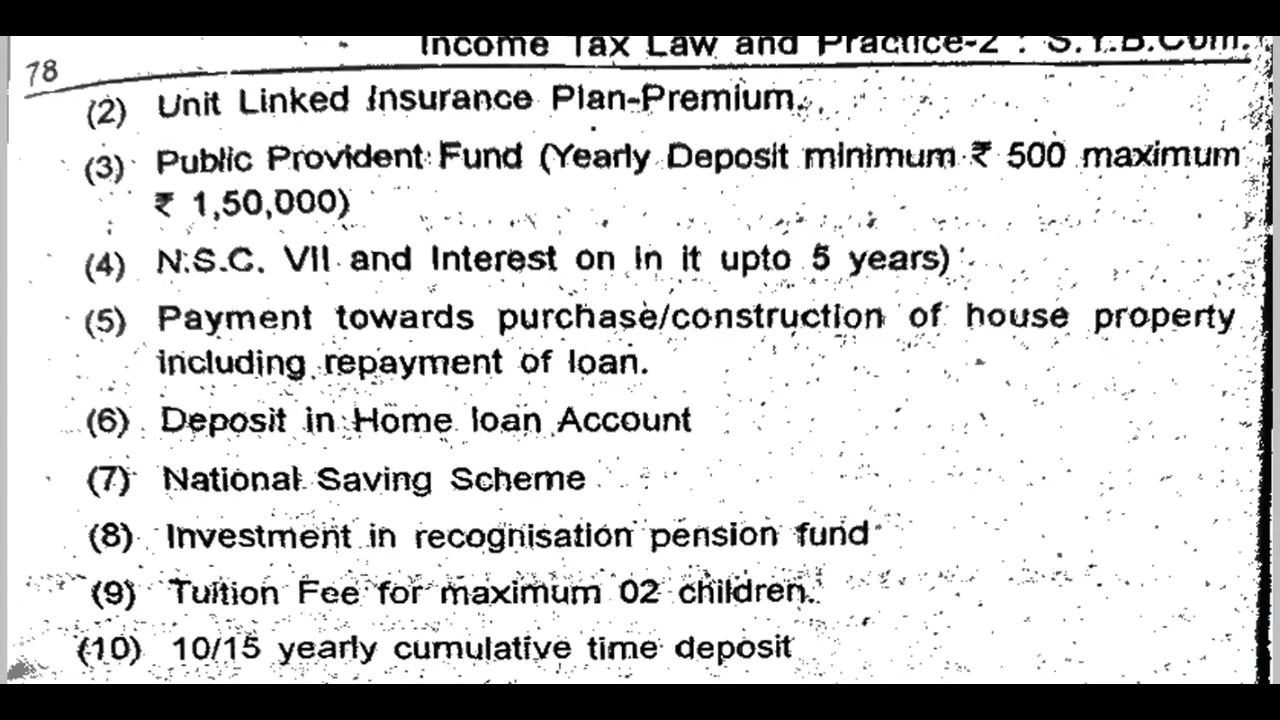 Income Tax Law and Practice-2 : S.Y.B.Com.
78
(2) Unit Linked Insurance Plan-Premium.
(3) Public Provident Fund (Yearly Deposit minimum ₹ 500 maximum
₹ 1,50,000)
(4) N.S.C. VII and Interest on in it upto 5 years)
(5) Payment towards purchase/construction of house property
including repayment of loan.
(6) Deposit in Home loan Account
(7) National Saving Scheme
(8) Investment in recognisation pension fund
(9) Tuition Fee for maximum 02 children.
(10) 10/15 yearly cumulative time deposit